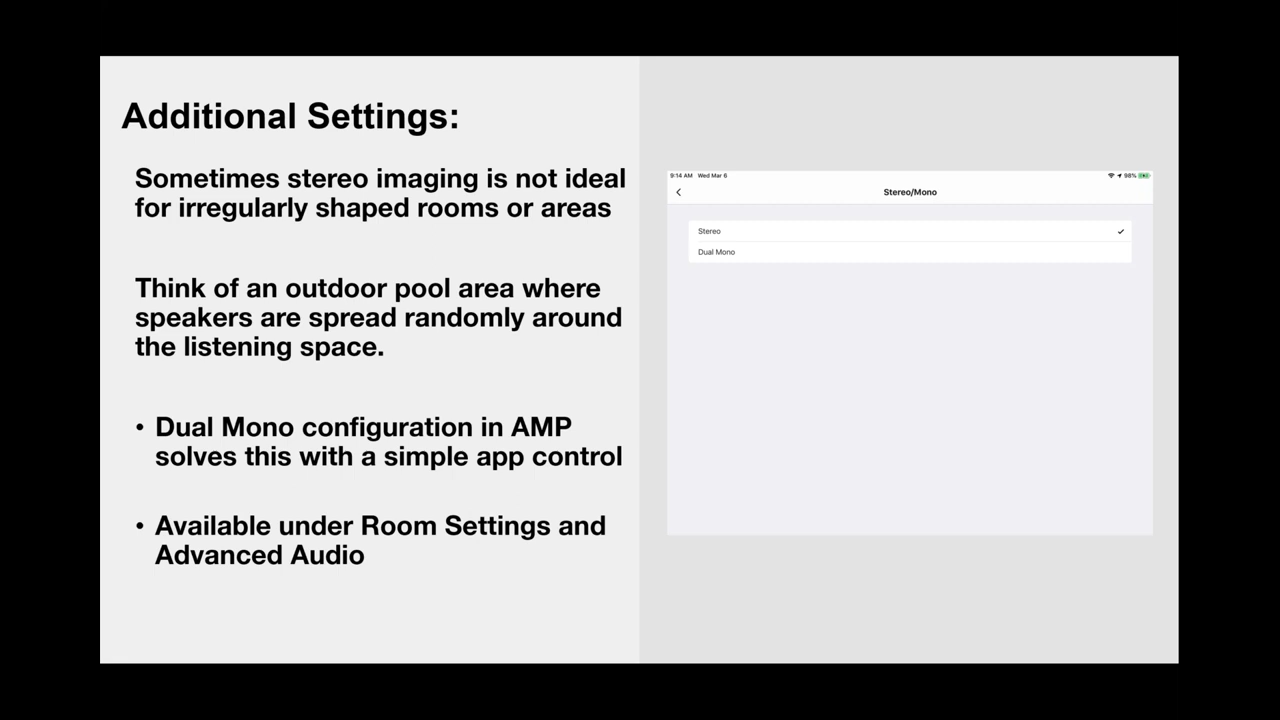 Additional Settings:
Sometimes stereo imaging is not ideal
for irregularly shaped rooms or areas
Think of an outdoor pool area where
speakers are spread randomly around
the listening space.
• Dual Mono configuration in AMP
solves this with a simple app control
• Available under Room Settings and
Advanced Audio
9:14 AM Wed Mar 6
98%
Stereo/Mono
Stereo
Dual Mono